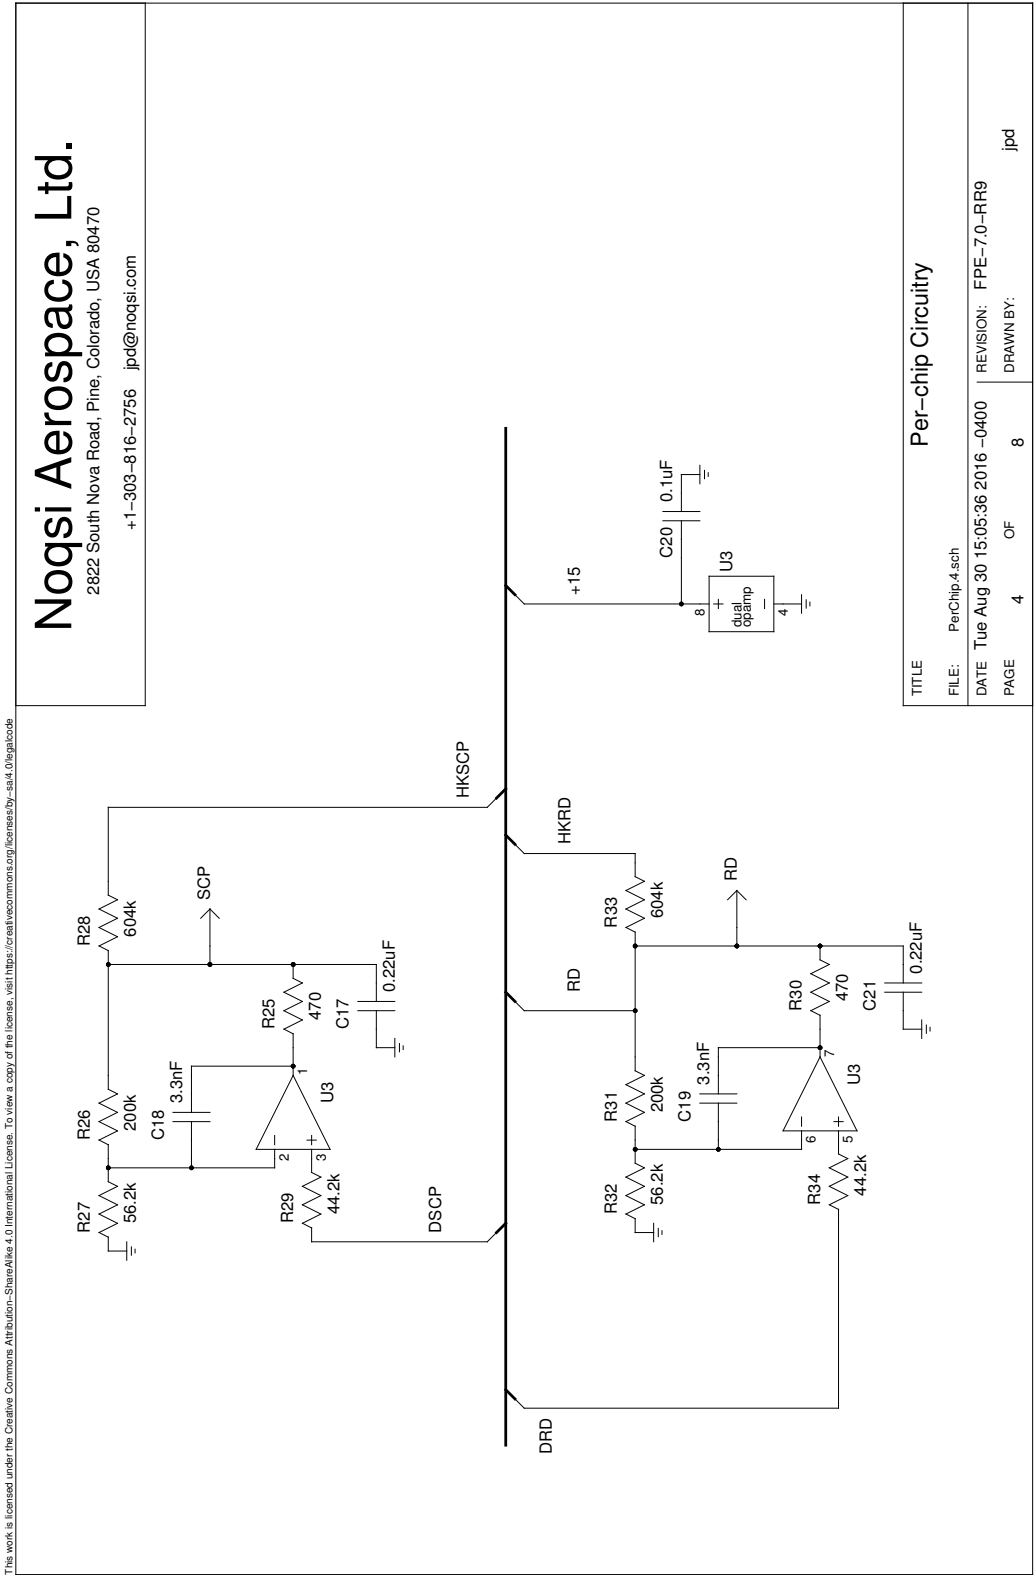 This work is licensed under the Creative Commons Attribution−ShareAlike 4.0 International License. To view a copy of the license, visit https://creativecommons.org/licenses/by−sa/4.0/legalcode
Noqsi Aerospace, Ltd.
2822 South Nova Road, Pine, Colorado, USA 80470
+1−303−816−2756 jpd@noqsi.com
R27
56.2k
R26
200k
R28
604k
C18
3.3nF
SCP
2
3
1
U3
R25
470
R29
44.2k
C17
0.22uF
DSCP
HKSCP
DRD
RD
HKRD
+15
R32
56.2k
R31
200k
R33
604k
C19
3.3nF
RD
6
5
7
U3
R30
470
R34
44.2k
C21
0.22uF
C20
0.1uF
8
+
dual
opamp
−
4
U3
TITLE
Per−chip Circuitry
FILE: PerChip.4.sch
DATE Tue Aug 30 15:05:36 2016 −0400
REVISION: FPE−7.0−RR9
PAGE 4 OF 8
DRAWN BY: jpd